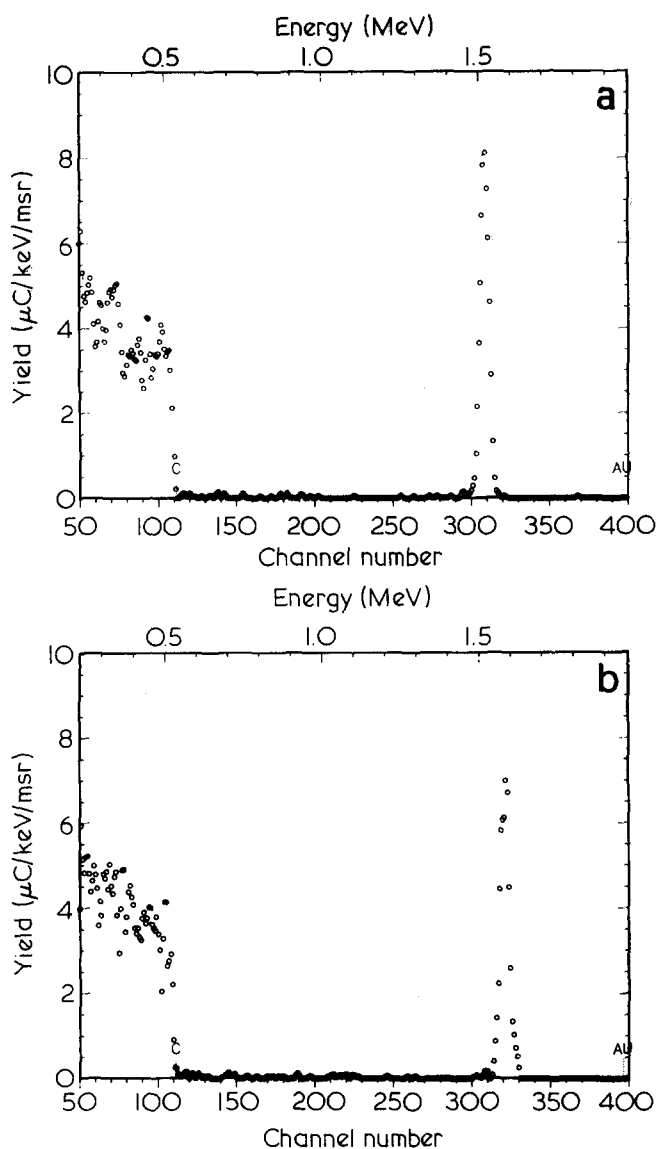 Energy (MeV)
0.5 1.0 1.5
10
8
6
4
2
0
Yield (μC/keV/msr)
a
C
AU
50 100 150 200 250 300 350 400
Channel number
Energy (MeV)
0.5 1.0 1.5
10
8
6
4
2
0
Yield (μC/keV/msr)
b
C
AU
50 100 150 200 250 300 350 400
Channel number